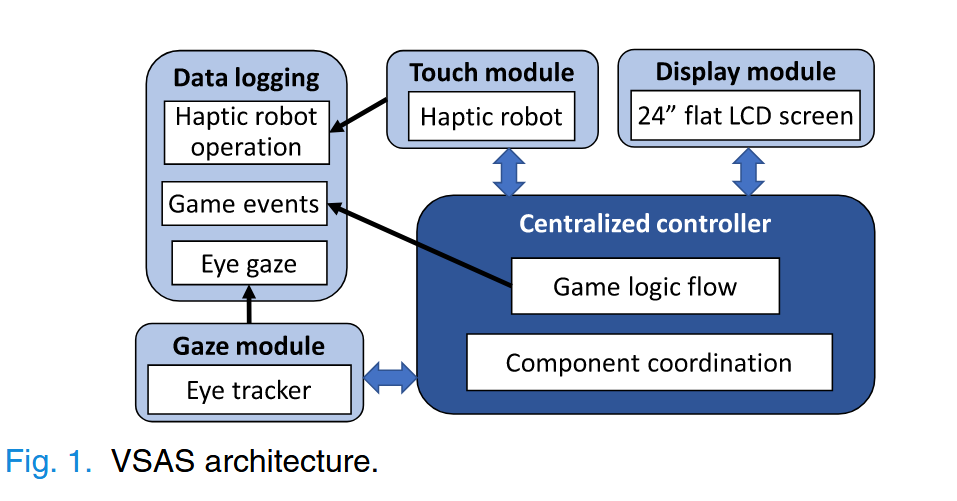 Data logging
Haptic robot
operation
Game events
Eye gaze
Touch module
Haptic robot
Display module
24” flat LCD screen
Centralized controller
Game logic flow
Component coordination
Gaze module
Eye tracker
Fig. 1. VSAS architecture.